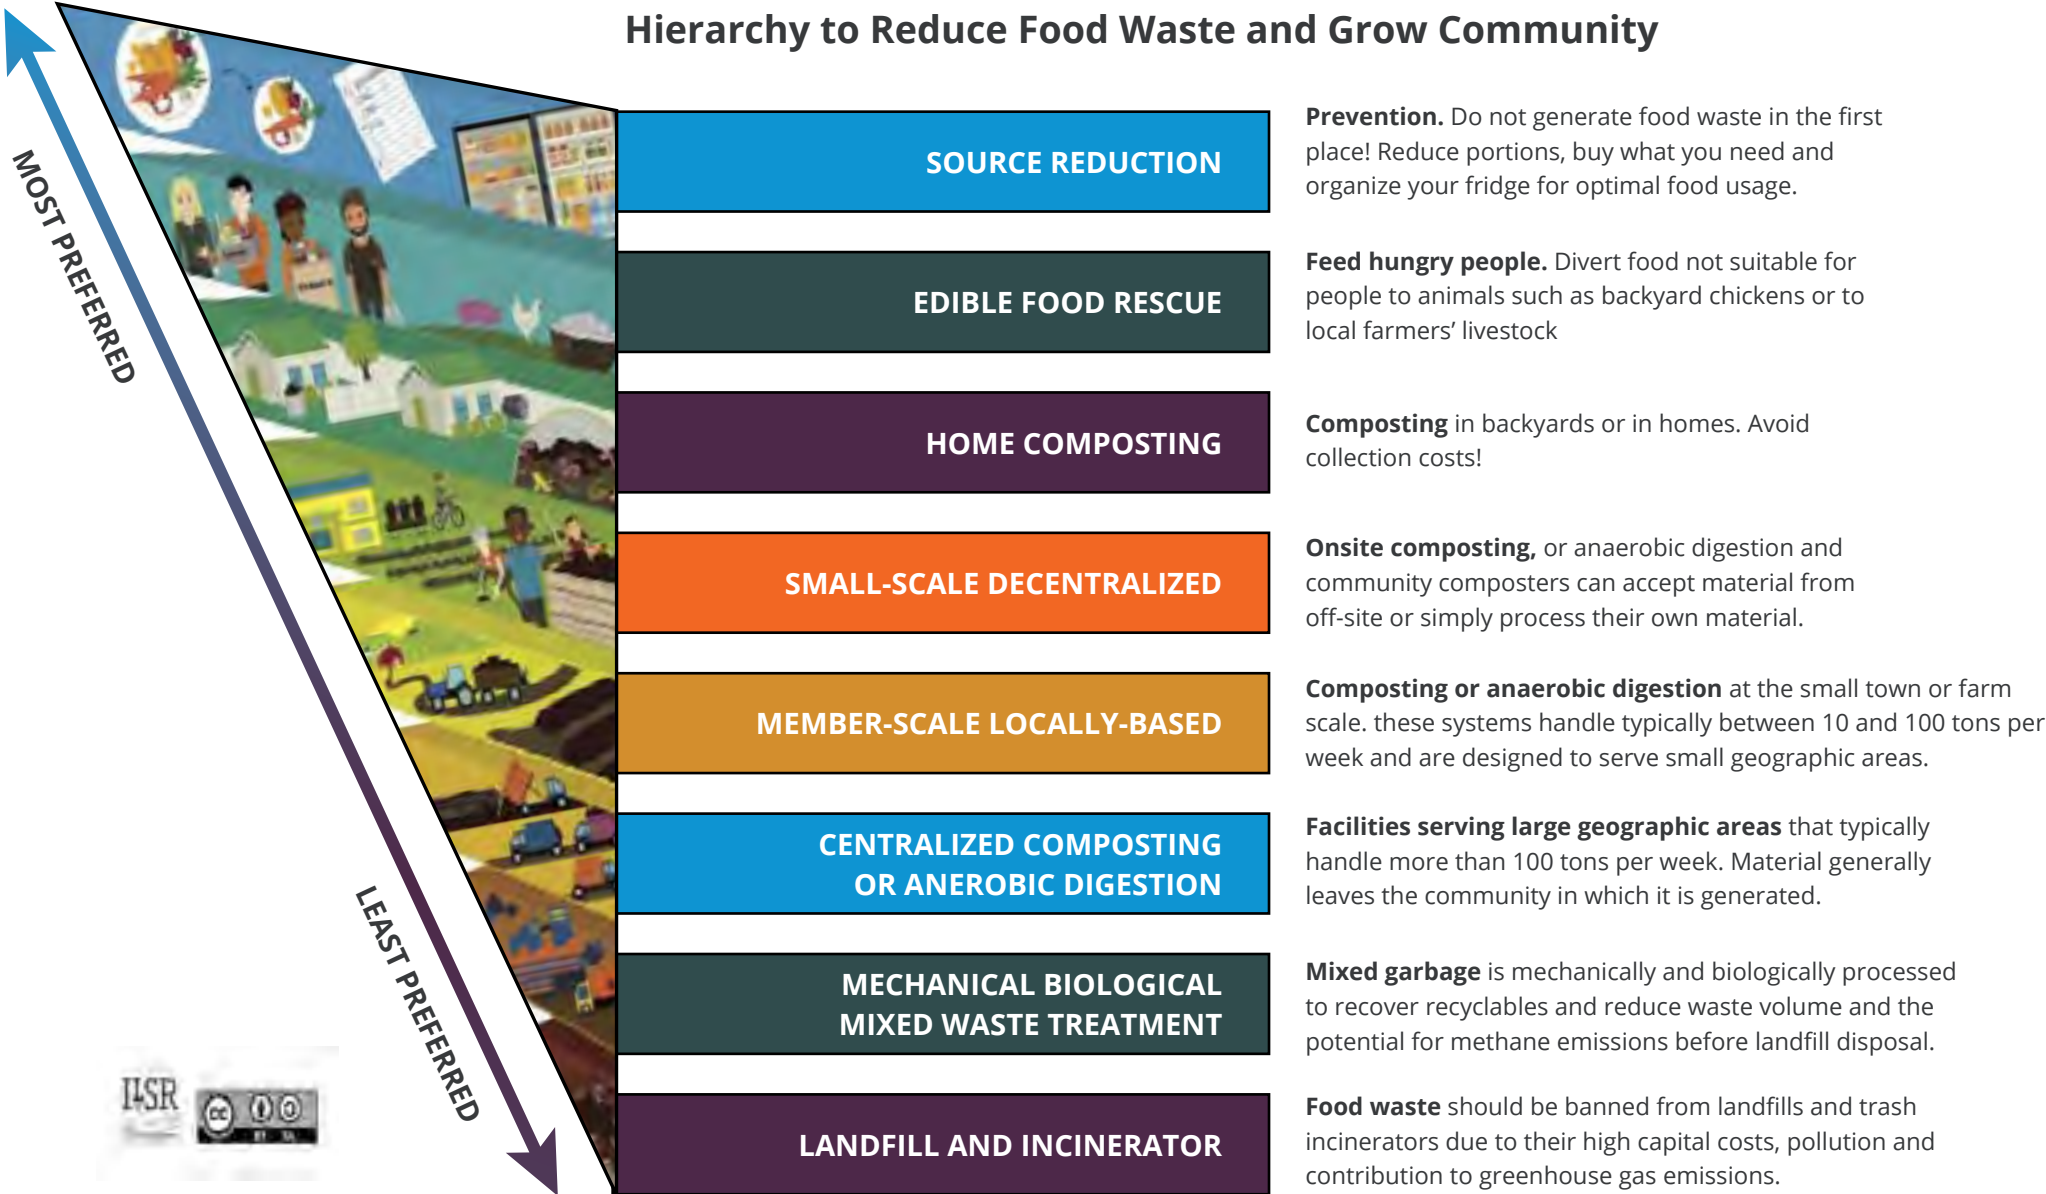 Hierarchy to Reduce Food Waste and Grow Community
MOST PREFERRED
LEAST PREFERRED
SOURCE REDUCTION
Prevention. Do not generate food waste in the first
place! Reduce portions, buy what you need and
organize your fridge for optimal food usage.
EDIBLE FOOD RESCUE
Feed hungry people. Divert food not suitable for
people to animals such as backyard chickens or to
local farmers’ livestock
HOME COMPOSTING
Composting in backyards or in homes. Avoid
collection costs!
SMALL-SCALE DECENTRALIZED
Onsite composting, or anaerobic digestion and
community composters can accept material from
off-site or simply process their own material.
MEMBER-SCALE LOCALLY-BASED
Composting or anaerobic digestion at the small town or farm
scale. these systems handle typically between 10 and 100 tons per
week and are designed to serve small geographic areas.
CENTRALIZED COMPOSTING
OR ANEROBIC DIGESTION
Facilities serving large geographic areas that typically
handle more than 100 tons per week. Material generally
leaves the community in which it is generated.
MECHANICAL BIOLOGICAL
MIXED WASTE TREATMENT
Mixed garbage is mechanically and biologically processed
to recover recyclables and reduce waste volume and the
potential for methane emissions before landfill disposal.
LANDFILL AND INCINERATOR
Food waste should be banned from landfills and trash
incinerators due to their high capital costs, pollution and
contribution to greenhouse gas emissions.
cc